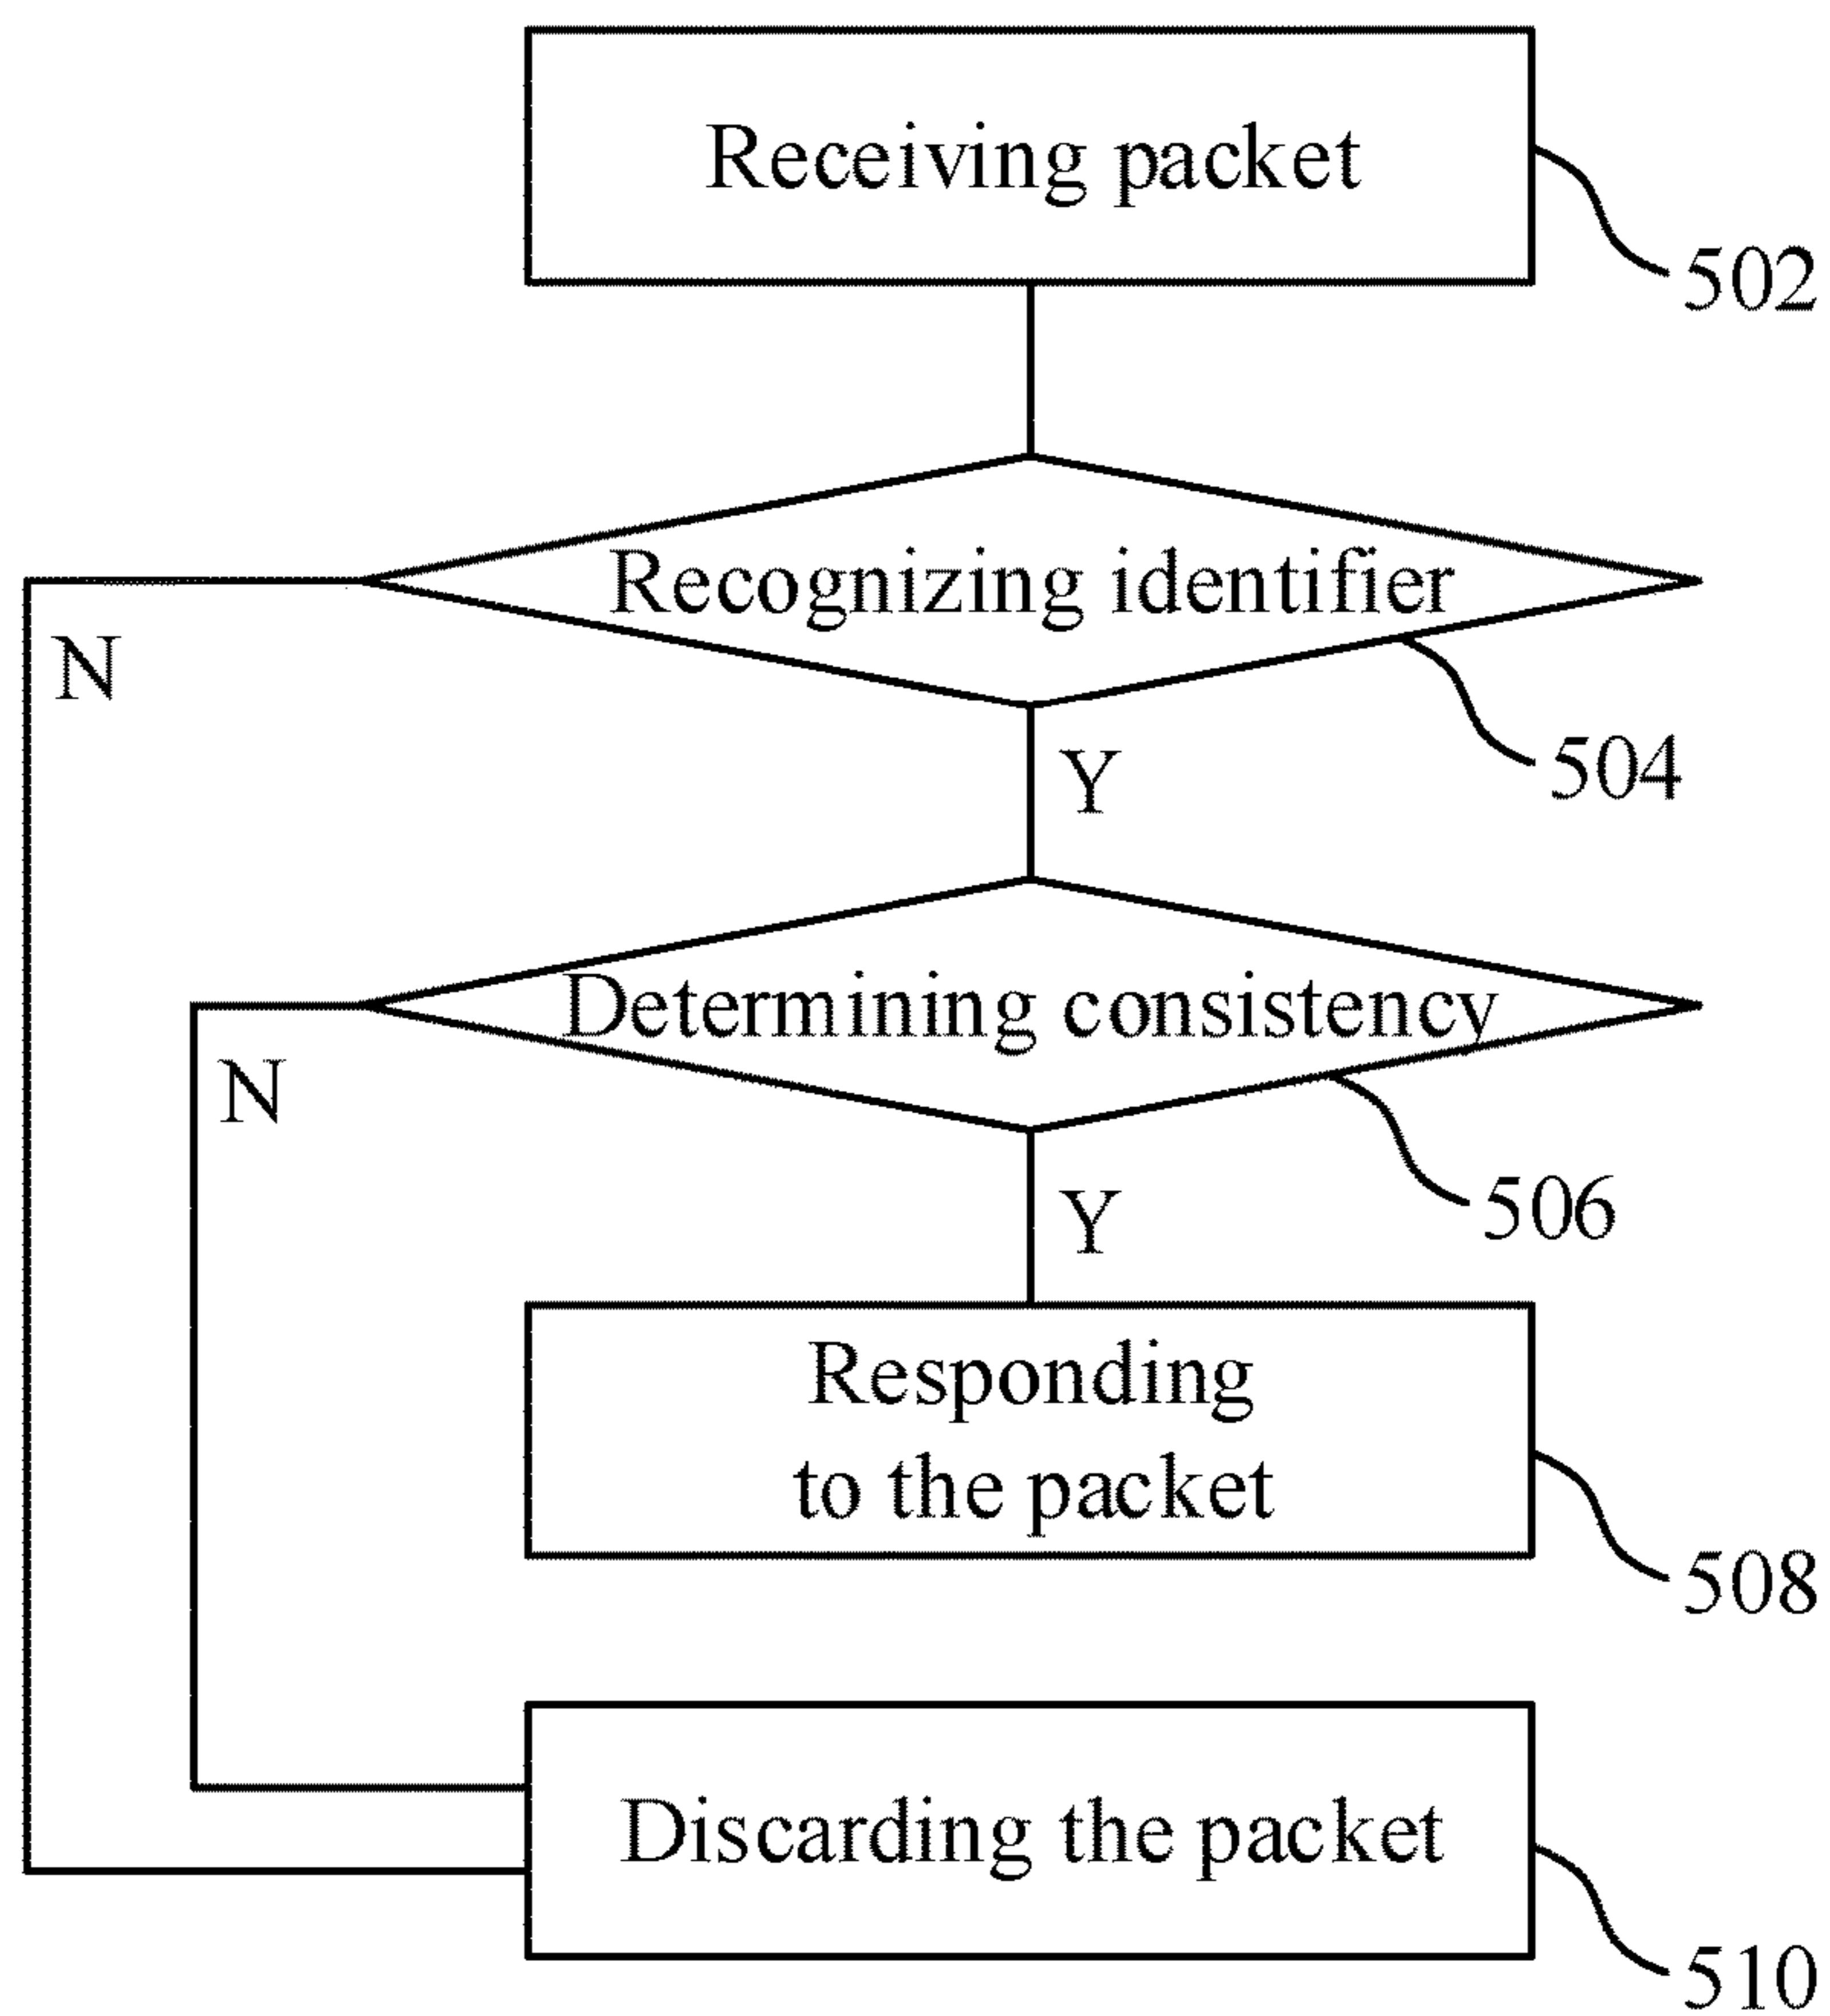 Receiving packet
502
Recognizing identifier
N
504
Y
Determining consistency
N
506
Y
Responding
to the packet
508
Discarding the packet
510